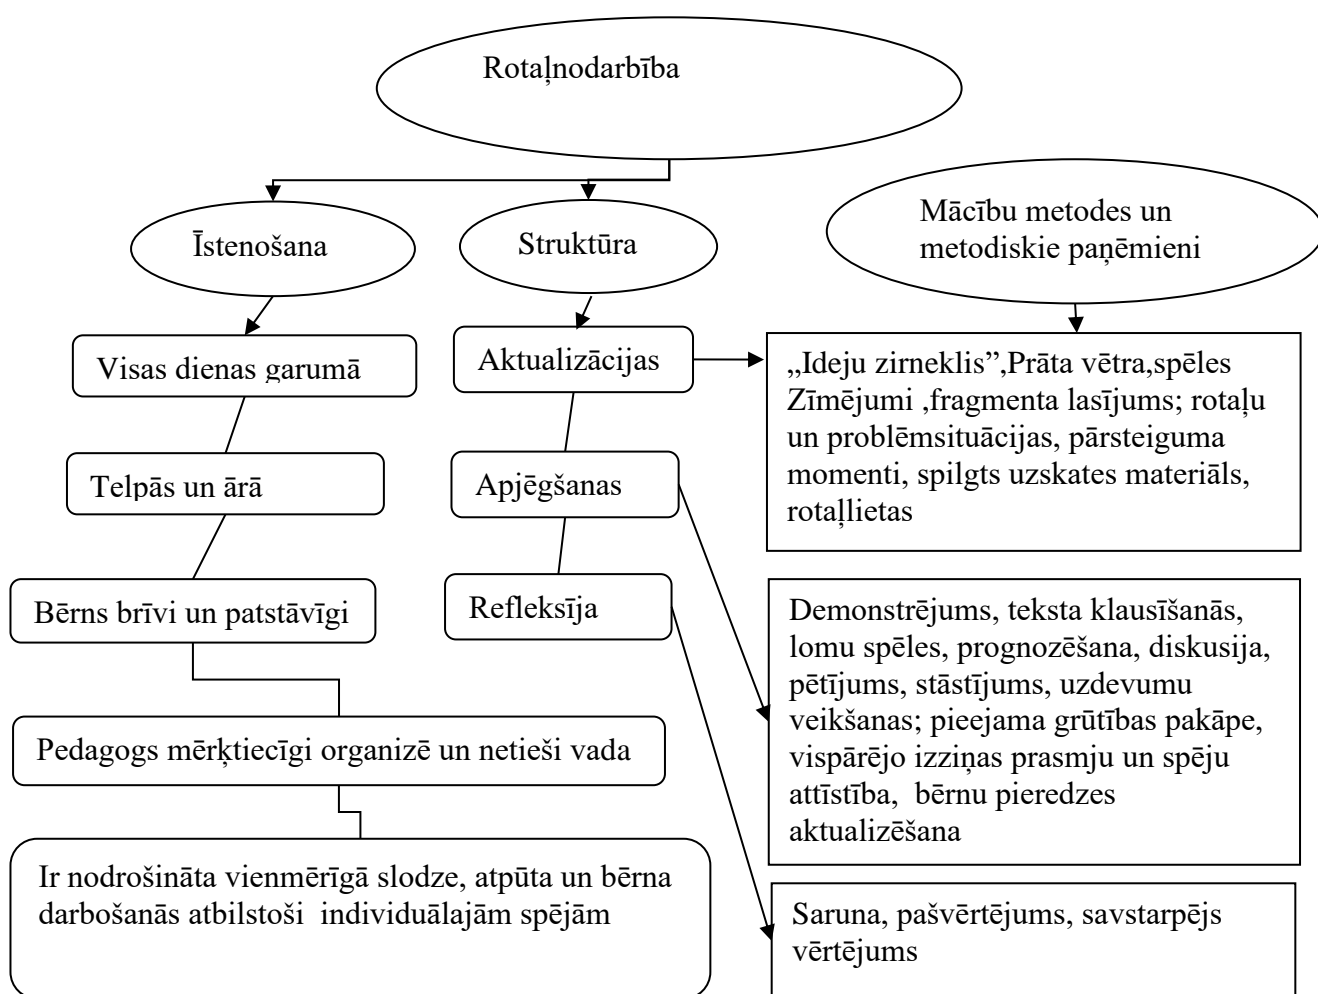 Rotaļnodarbība
Īstenošana
Struktūra
Mācību metodes un
metodiskie paņēmieni
Visas dienas garumā
Telpās un ārā
Bērns brīvi un patstāvīgi
Pedagogs mērķtiecīgi organizē un netieši vada
Ir nodrošināta vienmērīgā slodze, atpūta un bērna
darbošanās atbilstoši  individuālajām spējām
Aktualizācijas
Apjēgšanas
Refleksīja
„Ideju zirneklis”,Prāta vētra,spēles
Zīmējumi ,fragmenta lasījums; rotaļu
un problēmsituācijas, pārsteiguma
momenti, spilgts uzskates materiāls,
rotaļlietas
Demonstrējums, teksta klausīšanās,
lomu spēles, prognozēšana, diskusija,
pētījums, stāstījums, uzdevumu
veikšanas; pieejama grūtības pakāpe,
vispārējo izziņas prasmju un spēju
attīstība,  bērnu pieredzes
aktualizēšana
Saruna, pašvērtējums, savstarpējs
vērtējums